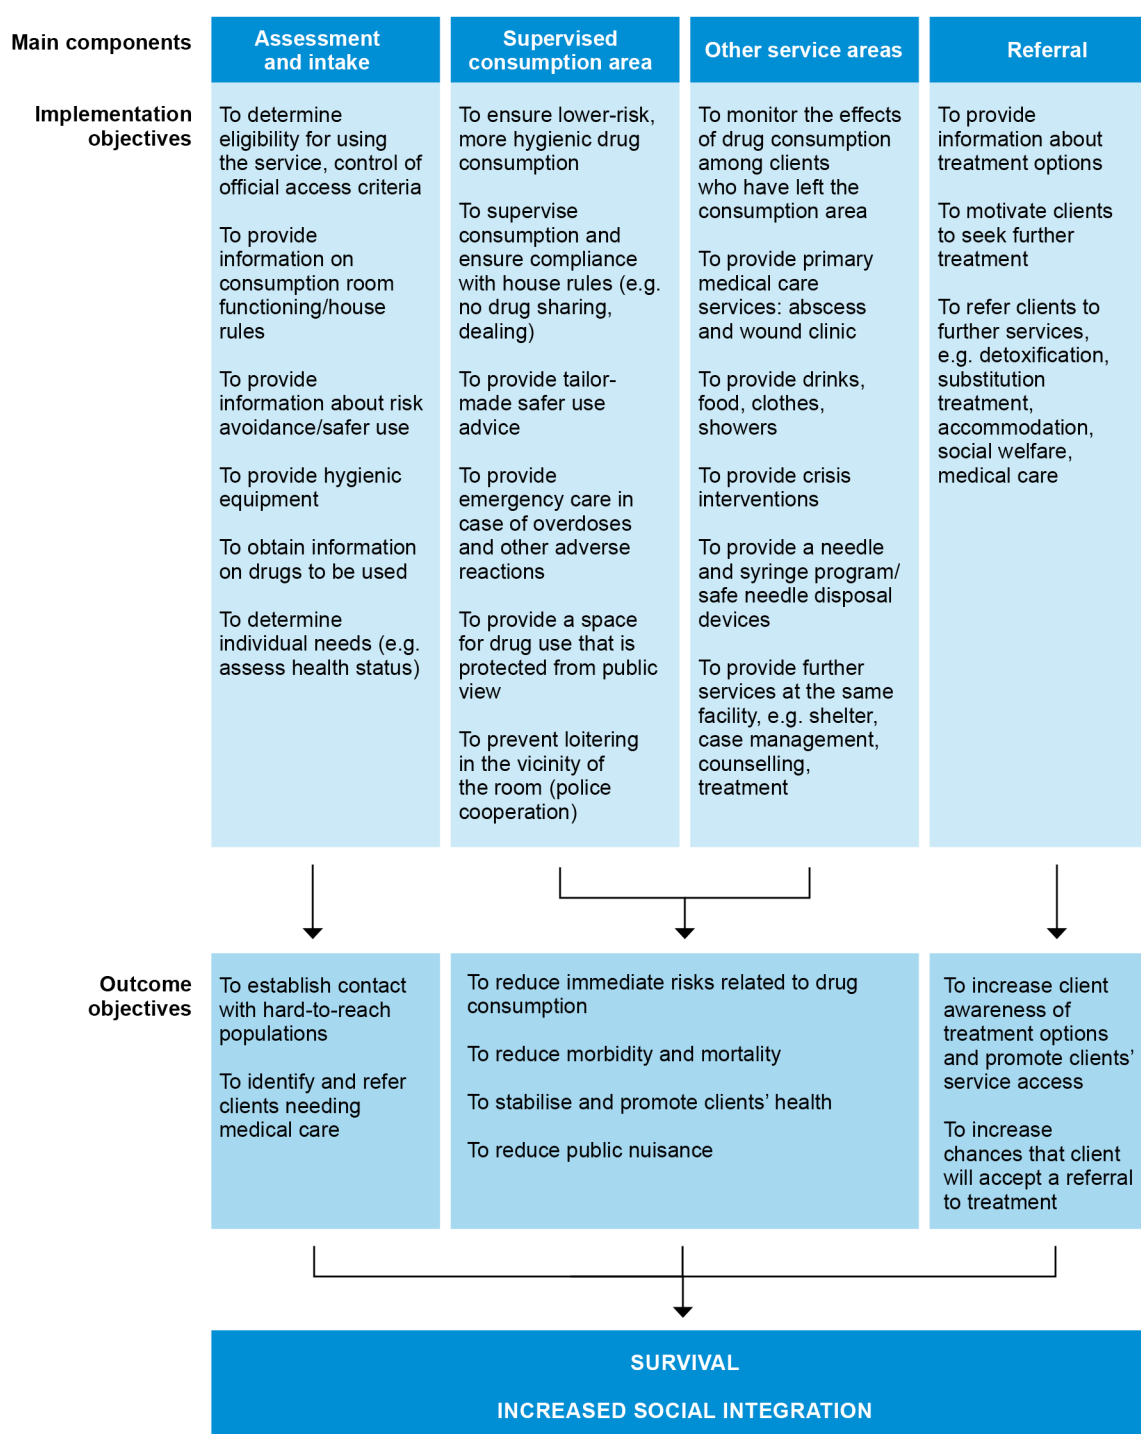 Main components
Assessment
and intake
Supervised
consumption area
Other service areas
Referral
Implementation
objectives
To determine
eligibility for using
the service, control of
official access criteria
To provide
information on
consumption room
functioning/house
rules
To provide
information about risk
avoidance/safer use
To provide hygienic
equipment
To obtain information
on drugs to be used
To determine
individual needs (e.g.
assess health status)
To ensure lower-risk,
more hygienic drug
consumption
To supervise
consumption and
ensure compliance
with house rules (e.g.
no drug sharing,
dealing)
To provide tailor-
made safer use
advice
To provide
emergency care in
case of overdoses
and other adverse
reactions
To provide a space
for drug use that is
protected from public
view
To prevent loitering
in the vicinity of
the room (police
cooperation)
To monitor the effects
of drug consumption
among clients
who have left the
consumption area
To provide primary
medical care
services: abscess
and wound clinic
To provide drinks,
food, clothes,
showers
To provide crisis
interventions
To provide a needle
and syringe program/
safe needle disposal
devices
To provide further
services at the same
facility, e.g. shelter,
case management,
counselling,
treatment
To provide
information about
treatment options
To motivate clients
to seek further
treatment
To refer clients to
further services,
e.g. detoxification,
substitution
treatment,
accommodation,
social welfare,
medical care
Outcome
objectives
To establish contact
with hard-to-reach
populations
To identify and refer
clients needing
medical care
To reduce immediate risks related to drug
consumption
To reduce morbidity and mortality
To stabilise and promote clients’ health
To reduce public nuisance
To increase client
awareness of
treatment options
and promote clients’
service access
To increase
chances that client
will accept a referral
to treatment
SURVIVAL
INCREASED SOCIAL INTEGRATION